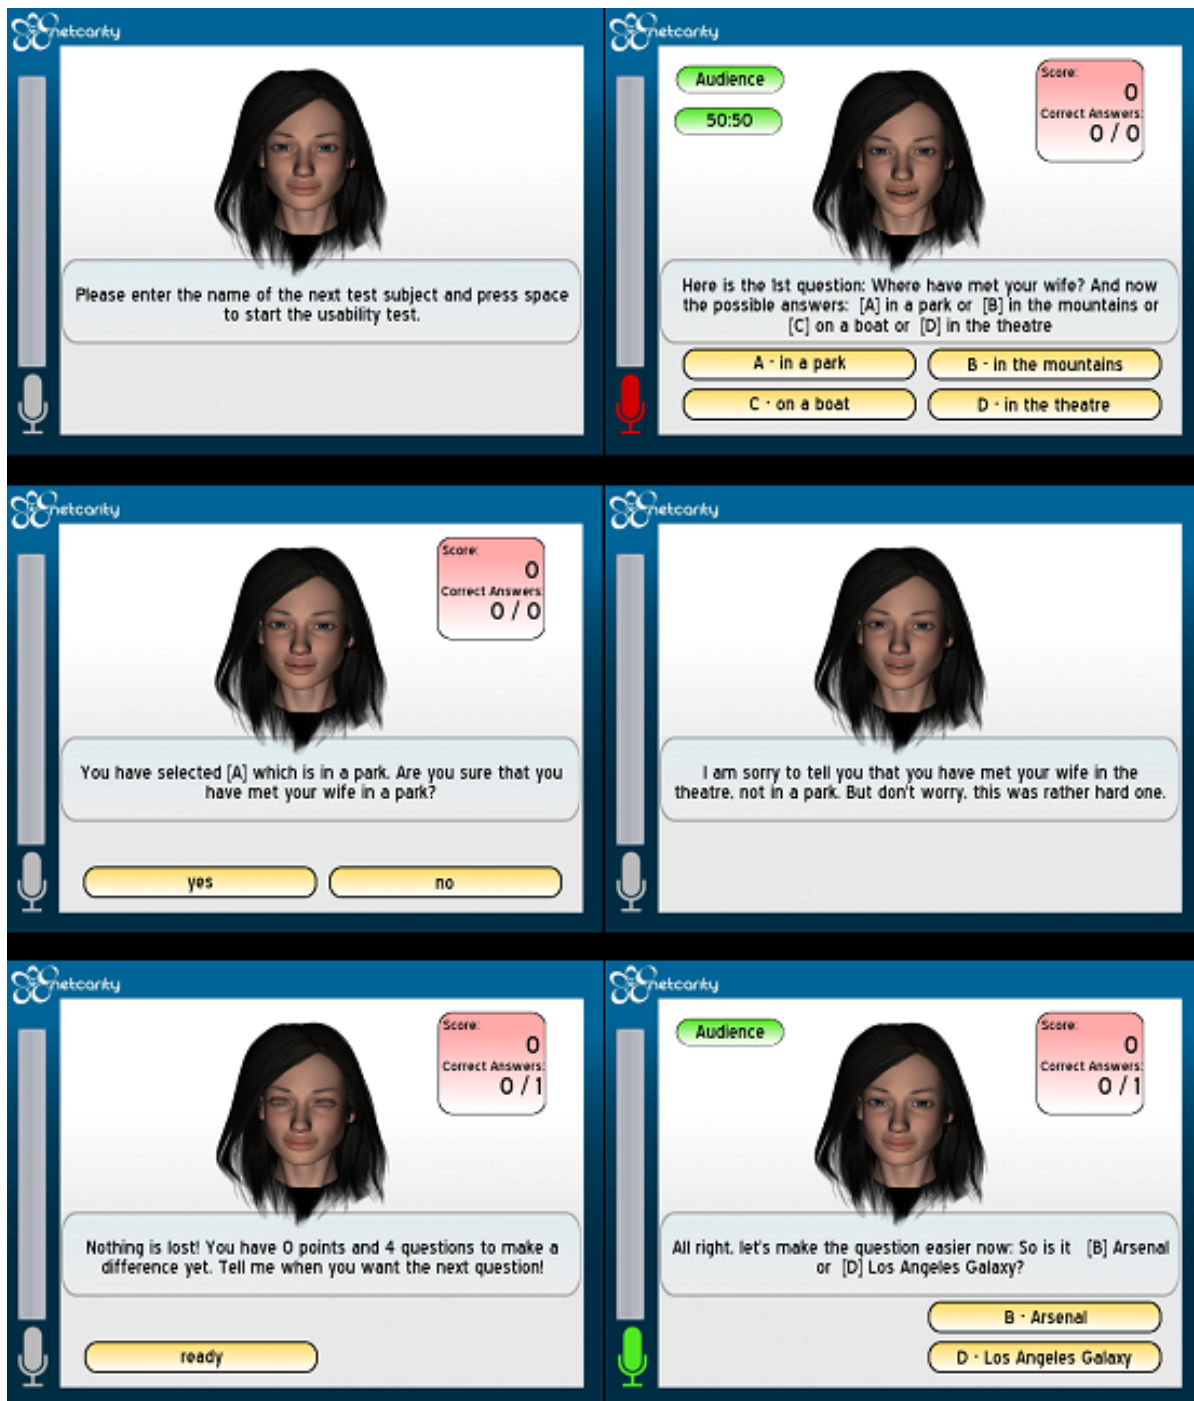 netcarity
Please enter the name of the next test subject and press space
to start the usability test.
netcarity
Audience
50:50
Score:
0
Correct Answers:
0 / 0
Here is the 1st question: Where have met your wife? And now
the possible answers: [A] in a park or [B] in the mountains or
[C] on a boat or [D] in the theatre
A - in a park
B - in the mountains
C - on a boat
D - in the theatre
netcarity
Score:
0
Correct Answers:
0 / 0
You have selected [A] which is in a park. Are you sure that you
have met your wife in a park?
yes
no
netcarity
I am sorry to tell you that you have met your wife in the
theatre, not in a park. But don't worry, this was rather hard one.
netcarity
Score:
0
Correct Answers:
0 / 1
Nothing is lost! You have 0 points and 4 questions to make a
difference yet. Tell me when you want the next question!
ready
netcarity
Audience
Score:
0
Correct Answers:
0 / 1
All right, let's make the question easier now: So is it [B] Arsenal
or [D] Los Angeles Galaxy?
B - Arsenal
D - Los Angeles Galaxy